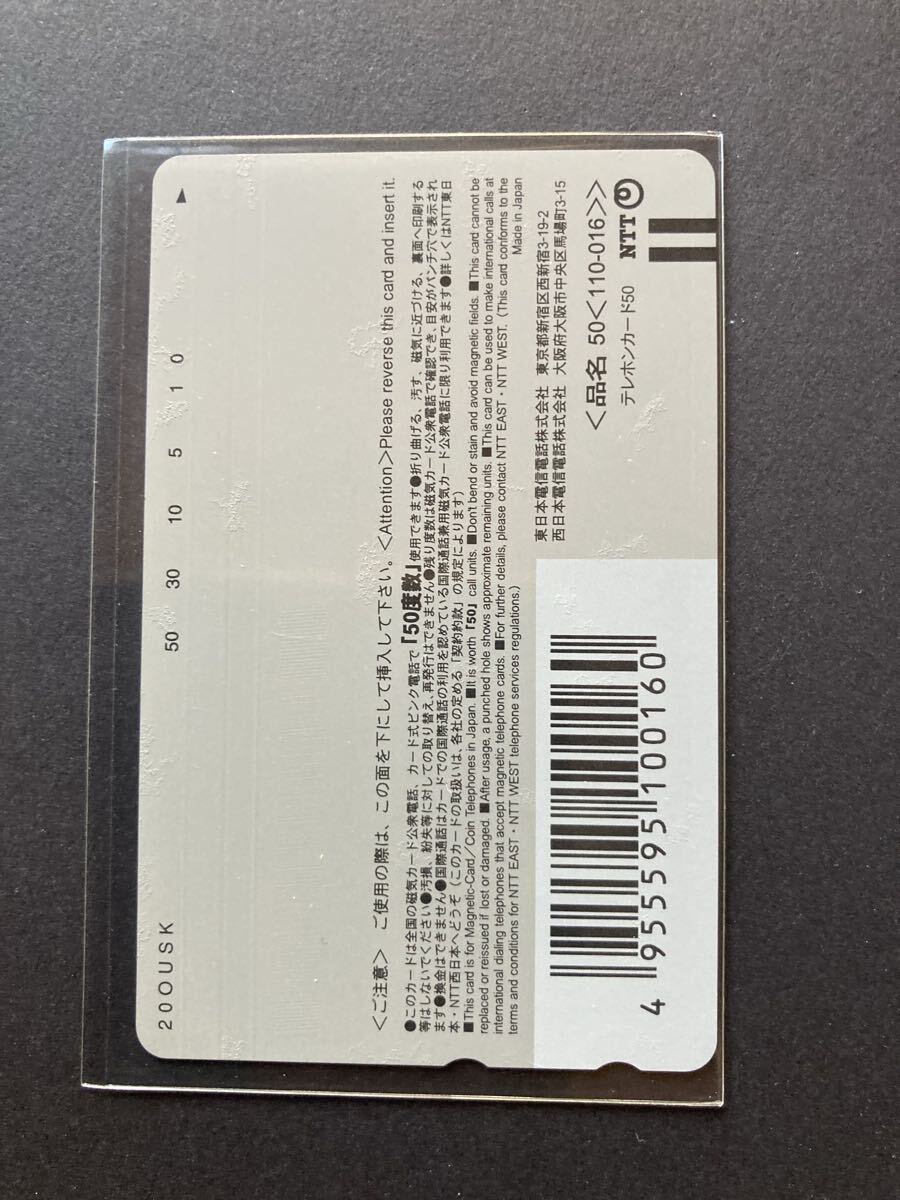 20OUSK
50 30 10 5 1 0
<ご注意> ご使用の際は、この面を下にして挿入して下さい。<Attention>Please reverse this card and insert it.
●このカードは全国の磁気カード公衆電話、カード式ピンク電話で「50度数」使用できます●折り曲げる、汚す、磁気に近づける、裏面へ印刷する
等はしないでください●汚損、紛失等に対しての取り替え、再発行はできません●残り度数は磁気カード公衆電話で確認でき、目安がパンチ穴で表示され
ます●換金はできません●国際通話はカードでの国際通話の利用を認めている国際通話兼用磁気カード公衆電話に限り利用できます●詳しくはNTT東日
本・NTT西日本へどうぞ(このカードの取扱いは、各社の定める「契約約款」の規定によります)
■This card is for Magnetic-Card/Coin Telephones in Japan. ■It is worth「50」call units. ■Don't bend or stain and avoid magnetic fields. ■This card cannot be
replaced or reissued if lost or damaged. ■After usage, a punched hole shows approximate remaining units. ■This card can be used to make international calls at
international dialing telephones that accept magnetic telephone cards. ■For further details, please contact NTT EAST・NTT WEST. (This card conforms to the
terms and conditions for NTT EAST・NTT WEST telephone services regulations.)
Made in Japan
東日本電信電話株式会社 東京都新宿区西新宿3-19-2
西日本電信電話株式会社 大阪府大阪市中央区馬場町3-15
<品名 50<110-016>>
テレホンカード50
NTT
4955595100160